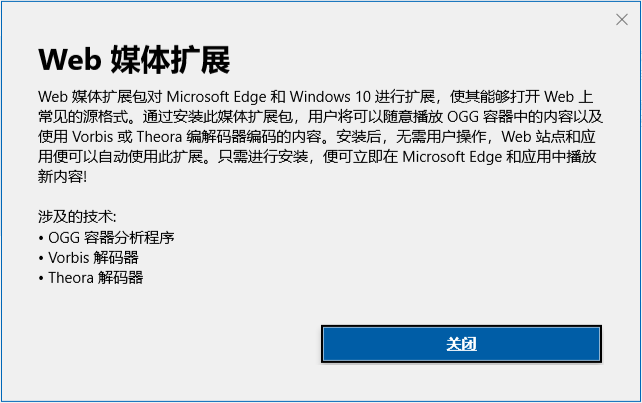 Web 媒体扩展
Web 媒体扩展包对 Microsoft Edge 和 Windows 10 进行扩展，使其能够打开 Web 上
常见的源格式。通过安装此媒体扩展包，用户将可以随意播放 OGG 容器中的内容以及
使用 Vorbis 或 Theora 编解码器编码的内容。安装后，无需用户操作，Web 站点和应
用便可以自动使用此扩展。只需进行安装，便可立即在 Microsoft Edge 和应用中播放
新内容!
涉及的技术:
• OGG 容器分析程序
• Vorbis 解码器
• Theora 解码器
关闭